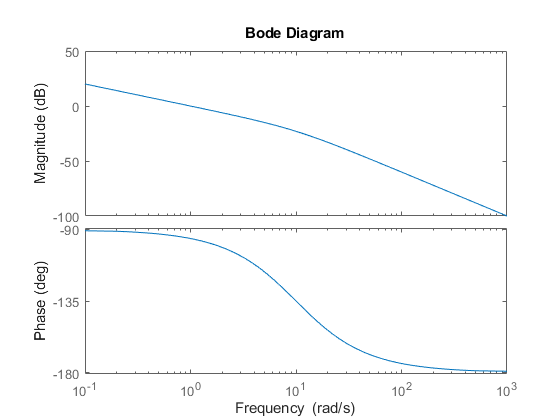 Bode Diagram
Magnitude (dB)
50
0
-50
-100
Phase (deg)
-90
-135
-180
10^-1 10^0 10^1 10^2 10^3
Frequency (rad/s)